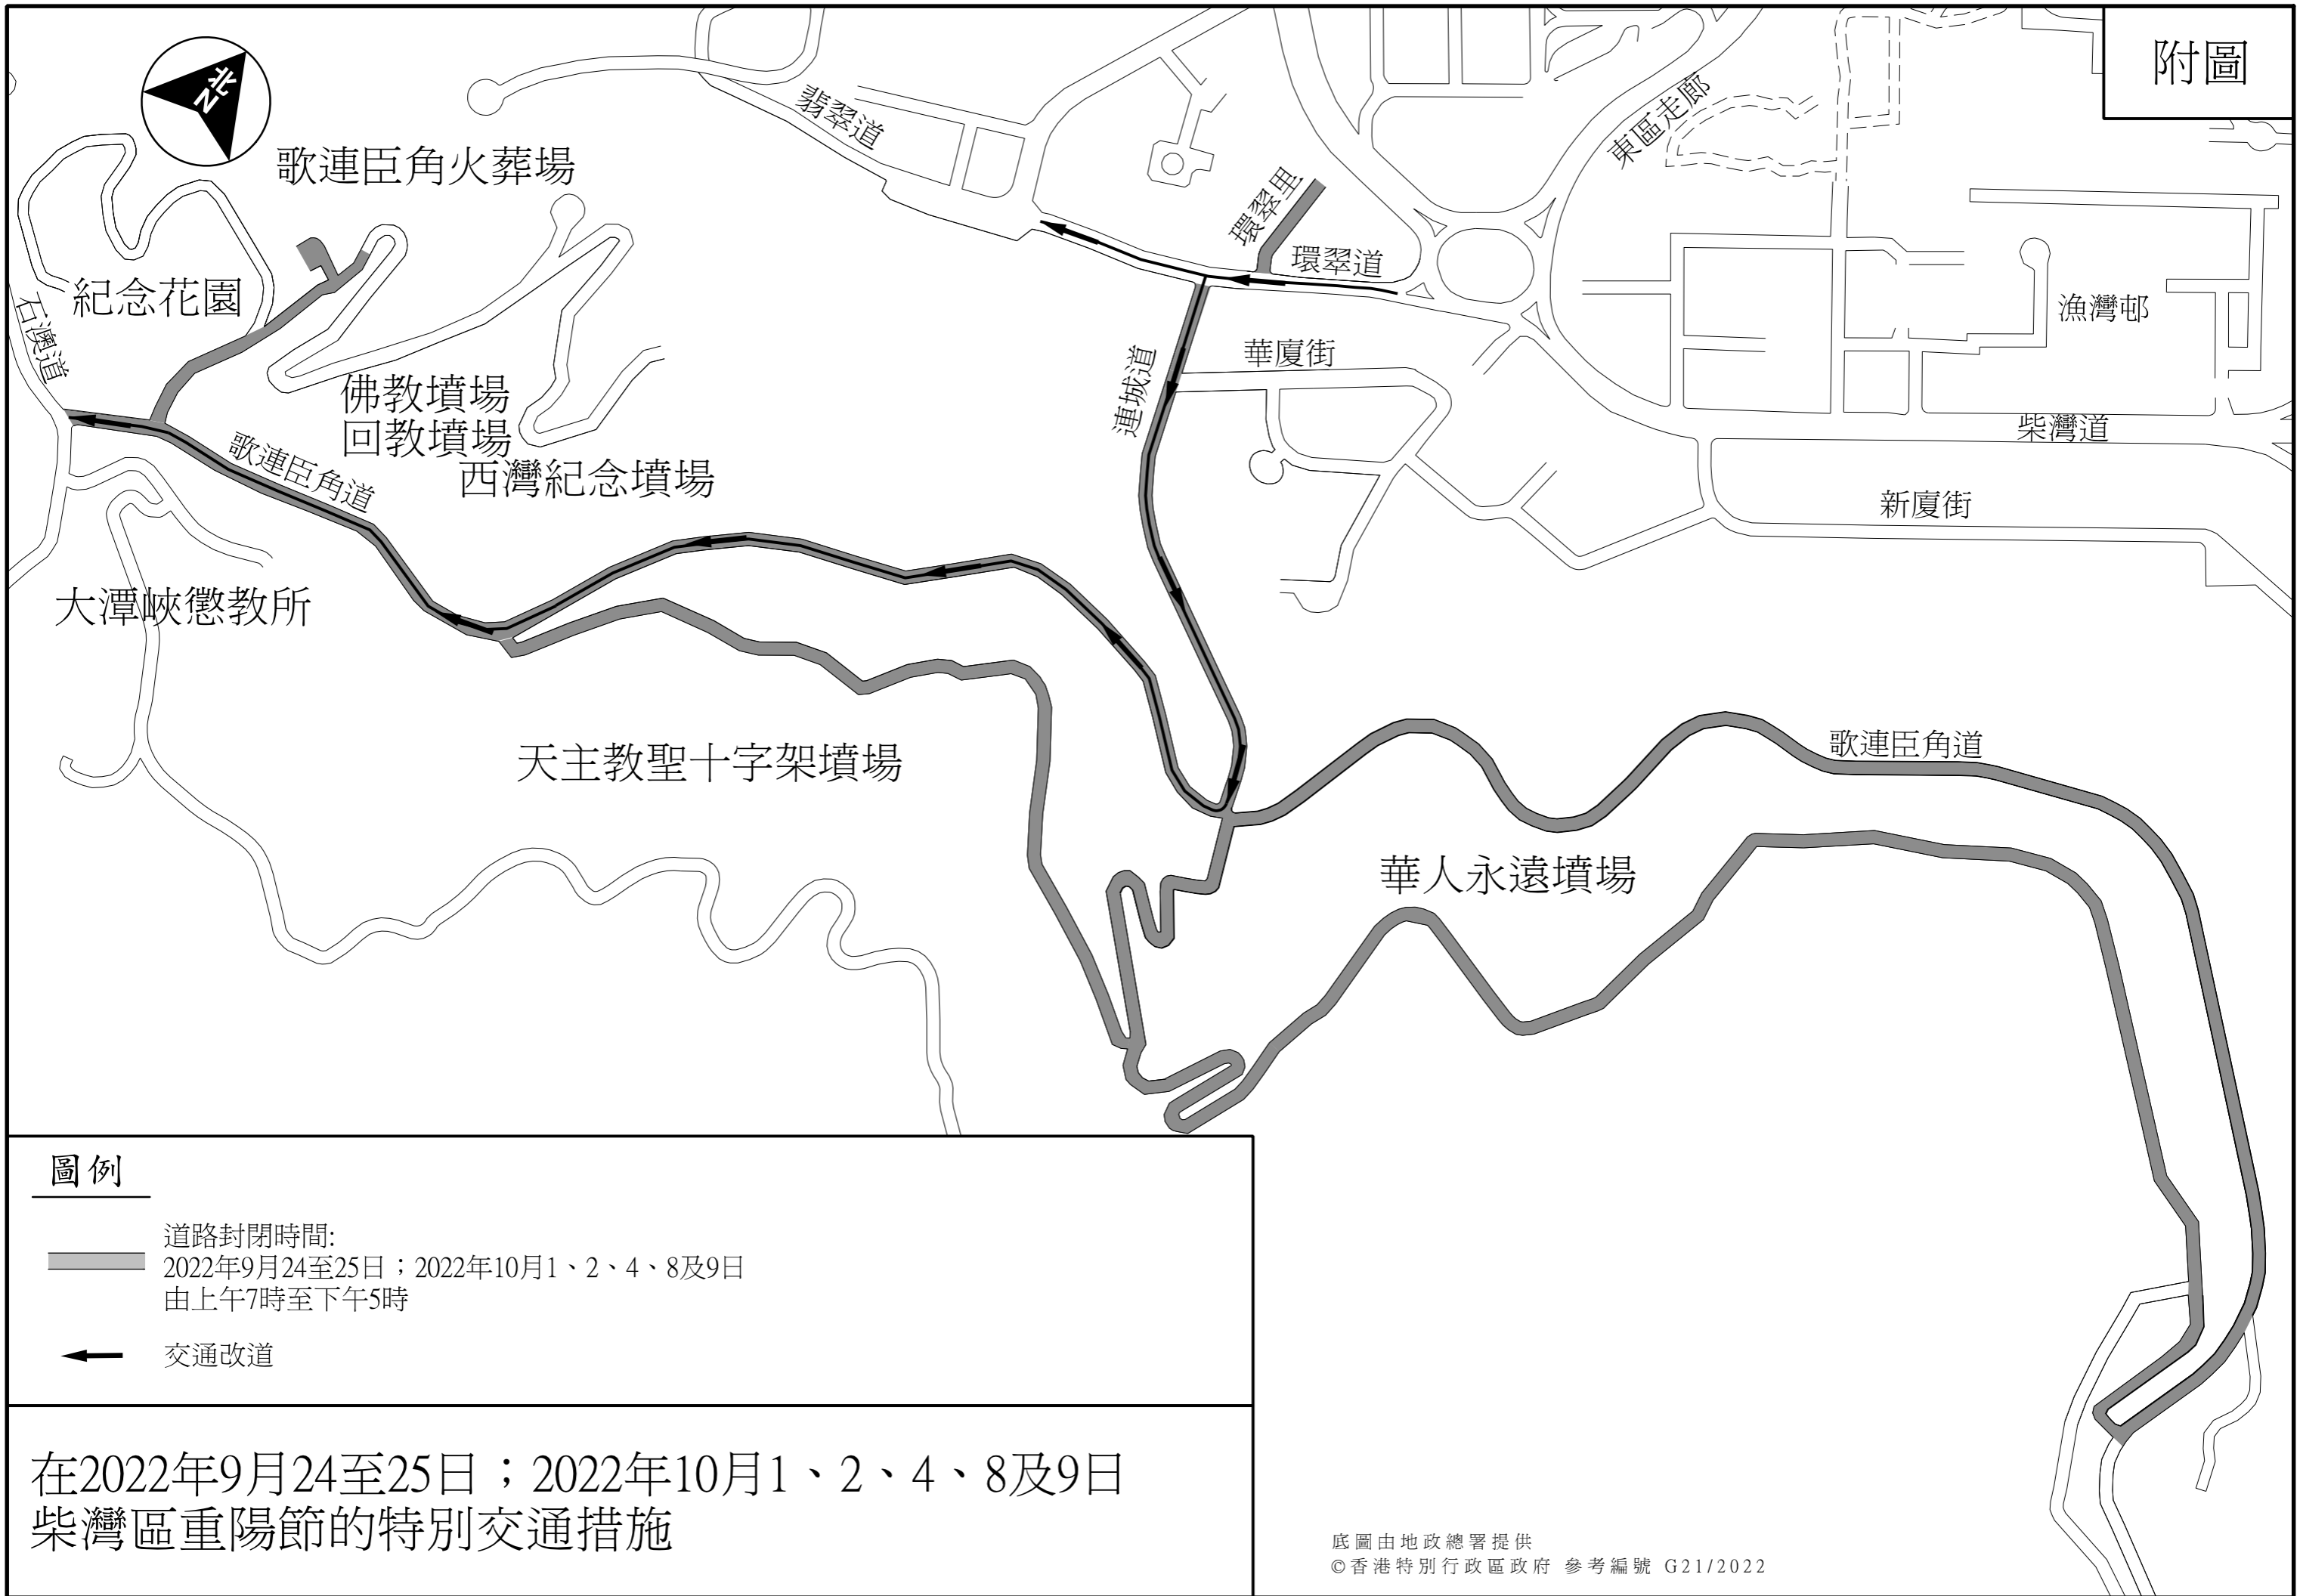 附圖
北
N
歌連臣角火葬場
翡翠道
東區走廊
環翠里
環翠道
紀念花園
石澳道
漁灣邨
華廈街
連城道
佛教墳場
回教墳場
西灣紀念墳場
柴灣道
歌連臣角道
新廈街
大潭峽懲教所
天主教聖十字架墳場
歌連臣角道
華人永遠墳場
圖例
道路封閉時間:
2022年9月24至25日；2022年10月1、2、4、8及9日
由上午7時至下午5時
交通改道
在2022年9月24至25日；2022年10月1、2、4、8及9日
柴灣區重陽節的特別交通措施
底圖由地政總署提供
©香港特別行政區政府 參考編號 G21/2022